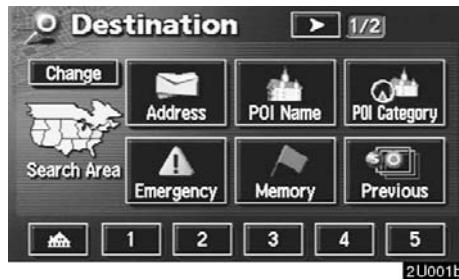 Destination 1/2
Change
Address POI Name POI Category
Search Area
Emergency Memory Previous
1 2 3 4 5
2U001b